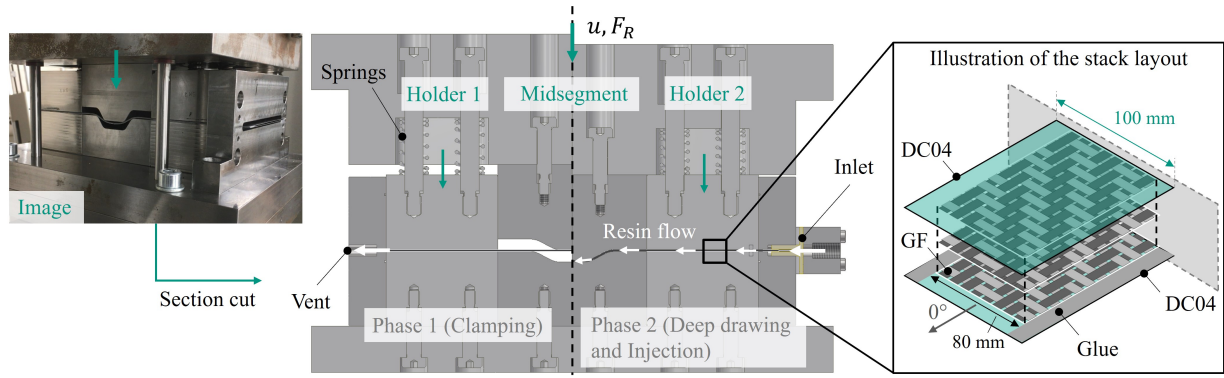 Image
Section cut
u, F_R
Springs
Holder 1
Midsegment
Holder 2
Inlet
Resin flow
Vent
Phase 1 (Clamping)
Phase 2 (Deep drawing
and Injection)
Illustration of the stack layout
100 mm
DC04
GF
DC04
0°
80 mm
Glue